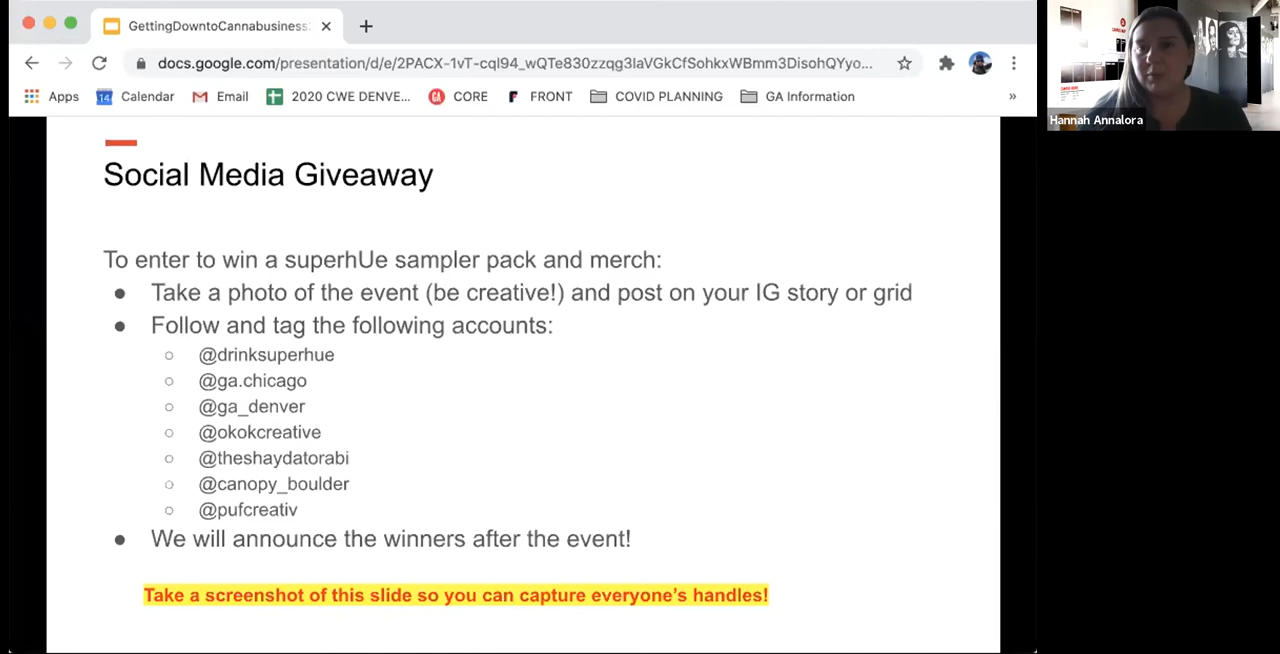 GettingDowntoCannabusiness
docs.google.com/presentation/d/e/2PACX-1vT-cql94_wQTe830zzqg3laVGkCfSohkxWBmm3DisohQYyo...
Apps 14 Calendar Email 2020 CWE DENVE... GA CORE F FRONT COVID PLANNING GA Information »
Hannah Annalora
Social Media Giveaway
To enter to win a superhUe sampler pack and merch:
● Take a photo of the event (be creative!) and post on your IG story or grid
● Follow and tag the following accounts:
○ @drinksuperhue
○ @ga.chicago
○ @ga_denver
○ @okokcreative
○ @theshaydatorabi
○ @canopy_boulder
○ @pufcreativ
● We will announce the winners after the event!
Take a screenshot of this slide so you can capture everyone's handles!